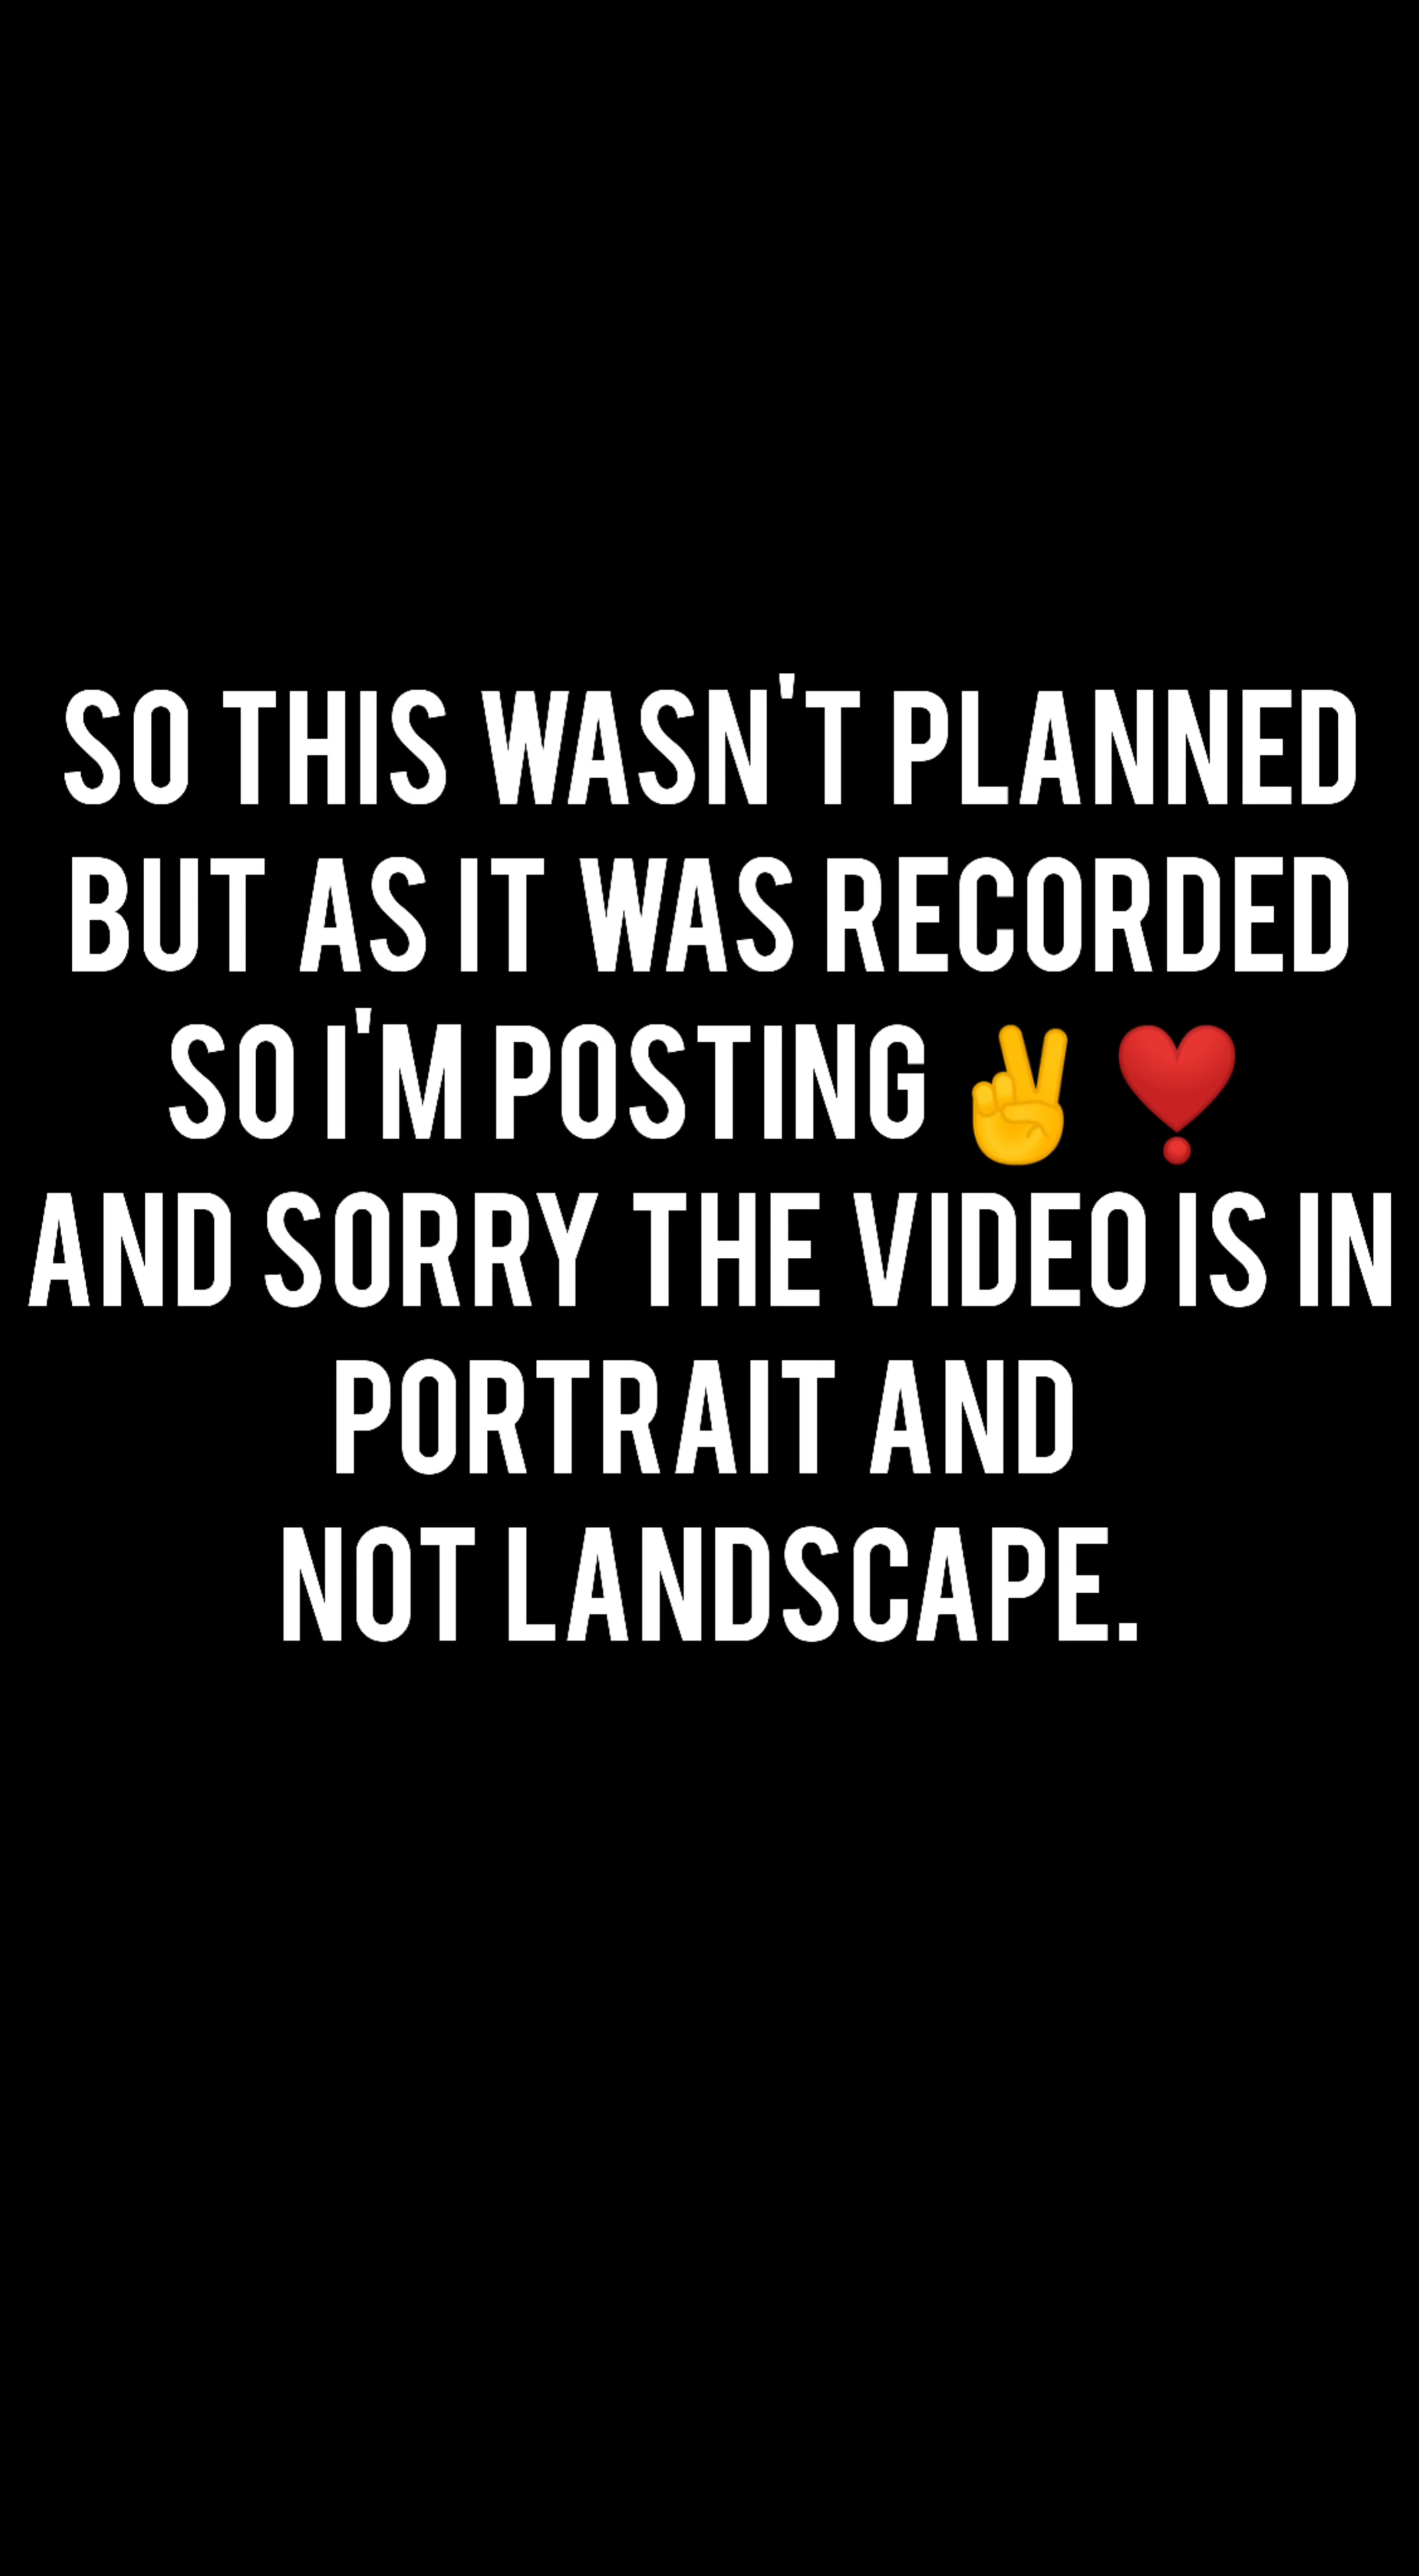 SO THIS WASN'T PLANNED
BUT AS IT WAS RECORDED
SO I'M POSTING ✌️ ❣️
AND SORRY THE VIDEO IS IN
PORTRAIT AND
NOT LANDSCAPE.